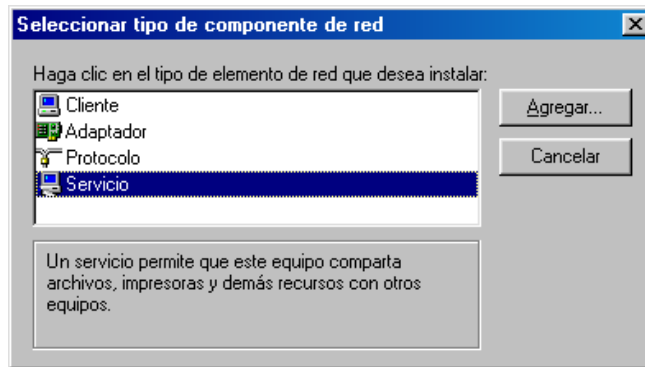 Seleccionar tipo de componente de red
Haga clic en el tipo de elemento de red que desea instalar:
Cliente
Adaptador
Protocolo
Servicio
Agregar...
Cancelar
Un servicio permite que este equipo comparta
archivos, impresoras y demás recursos con otros
equipos.